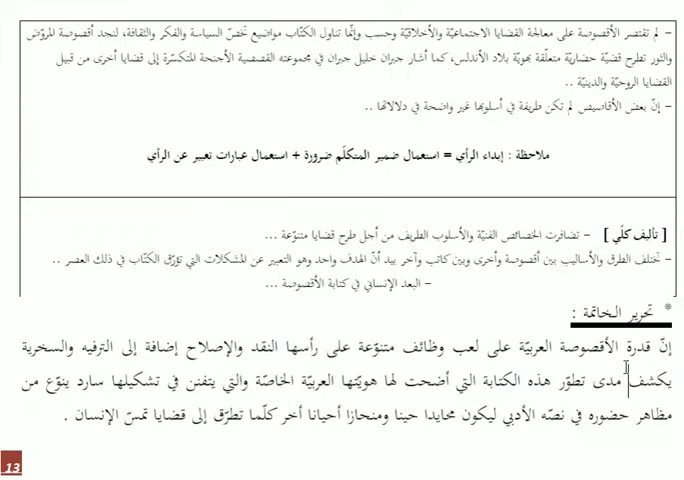 – لم تقتصر الأقصوصة على معالجة القضايا الاجتماعيّة والأخلاقيّة وحسب وإنّما تناول الكتّاب مواضيع تخصّ السياسة والفكر والثقافة، لنجد أقصوصة المروّض
والثور تطرح قضيّة حضاريّة متعلّقة بهويّة بلاد الأندلس، كما أشار جبران خليل جبران في مجموعته القصصية الأجنحة المتكسّرة إلى قضايا أخرى من قبيل
القضايا الروحيّة والدينيّة ..
– إنّ بعض الأقاصيص لم تكن طريفة في أسلوبها غير واضحة في دلالاتها ..
ملاحظة : إبداء الرأي = استعمال ضمير المتكلّم ضرورة + استعمال عبارات تعبير عن الرأي
[ تأليف كلّي ] – تضافرت الخصائص الفنيّة والأسلوب الطريف من أجل طرح قضايا متنوّعة ...
– تختلف الطرق والأساليب بين أقصوصة وأخرى وبين كاتب وآخر بيد أنّ الهدف واحد وهو التعبير عن المشكلات التي تؤرّق الكتّاب في ذلك العصر ..
– البعد الإنساني في كتابة الأقصوصة ...
* تحرير الخاتمة :
إنّ قدرة الأقصوصة العربيّة على لعب وظائف متنوّعة على رأسها النقد والإصلاح إضافة إلى الترفيه والسخرية
يكشف مدى تطوّر هذه الكتابة التي أضحت لها هويّتها العربيّة الخاصّة والتي يتفنن في تشكيلها سارد ينوّع من
مظاهر حضوره في نصّه الأدبي ليكون محايدا حينا ومنحازا أحيانا أخر كلّما تطرّق إلى قضايا تمسّ الإنسان .
13